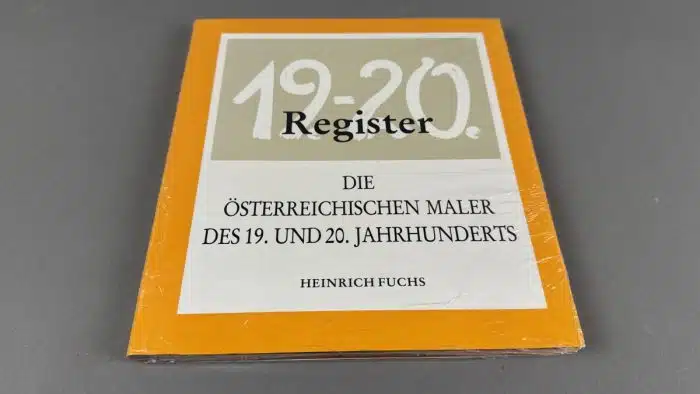 19-20.
Register
DIE
ÖSTERREICHISCHEN MALER
DES 19. UND 20. JAHRHUNDERTS
HEINRICH FUCHS